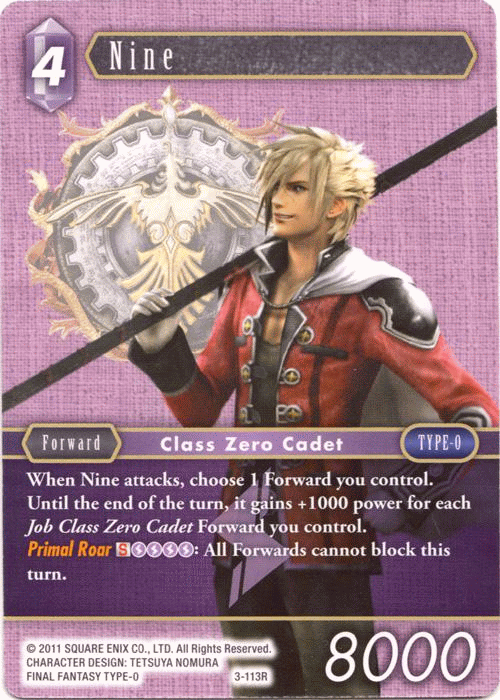 4
Nine
Forward
Class Zero Cadet
TYPE-0
When Nine attacks, choose 1 Forward you control.
Until the end of the turn, it gains +1000 power for each
Job Class Zero Cadet Forward you control.
Primal Roar S: All Forwards cannot block this
turn.
© 2011 SQUARE ENIX CO., LTD. All Rights Reserved.
CHARACTER DESIGN: TETSUYA NOMURA
FINAL FANTASY TYPE-0
3-113R
8000